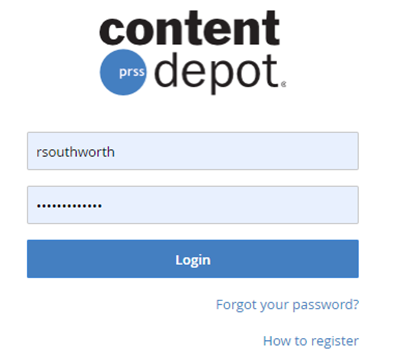 content
prss depot®
rsouthworth
•••••••••••••
Login
Forgot your password?
How to register